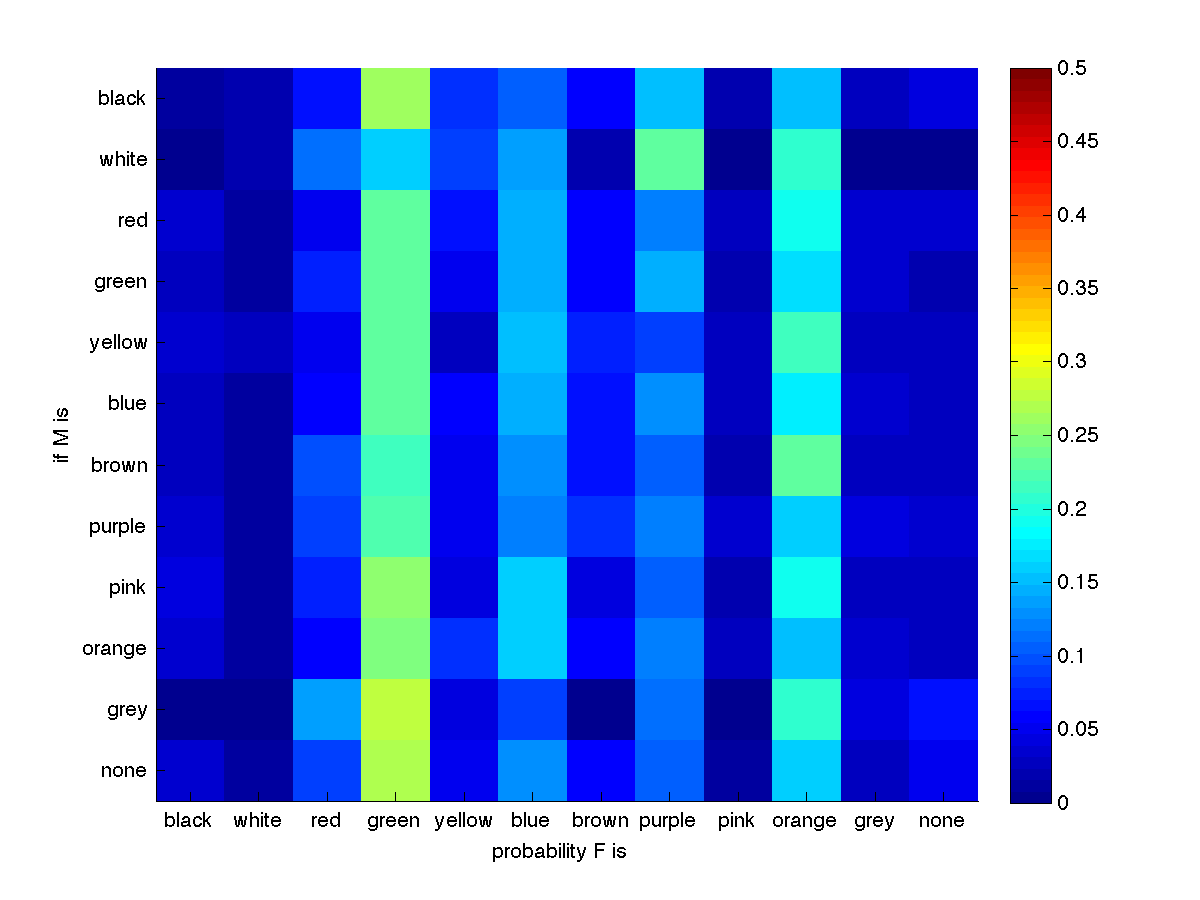 black
white
red
green
yellow
blue
brown
purple
pink
orange
grey
none
if M is
black white red green yellow blue brown purple pink orange grey none
probability F is
0.5
0.45
0.4
0.35
0.3
0.25
0.2
0.15
0.1
0.05
0